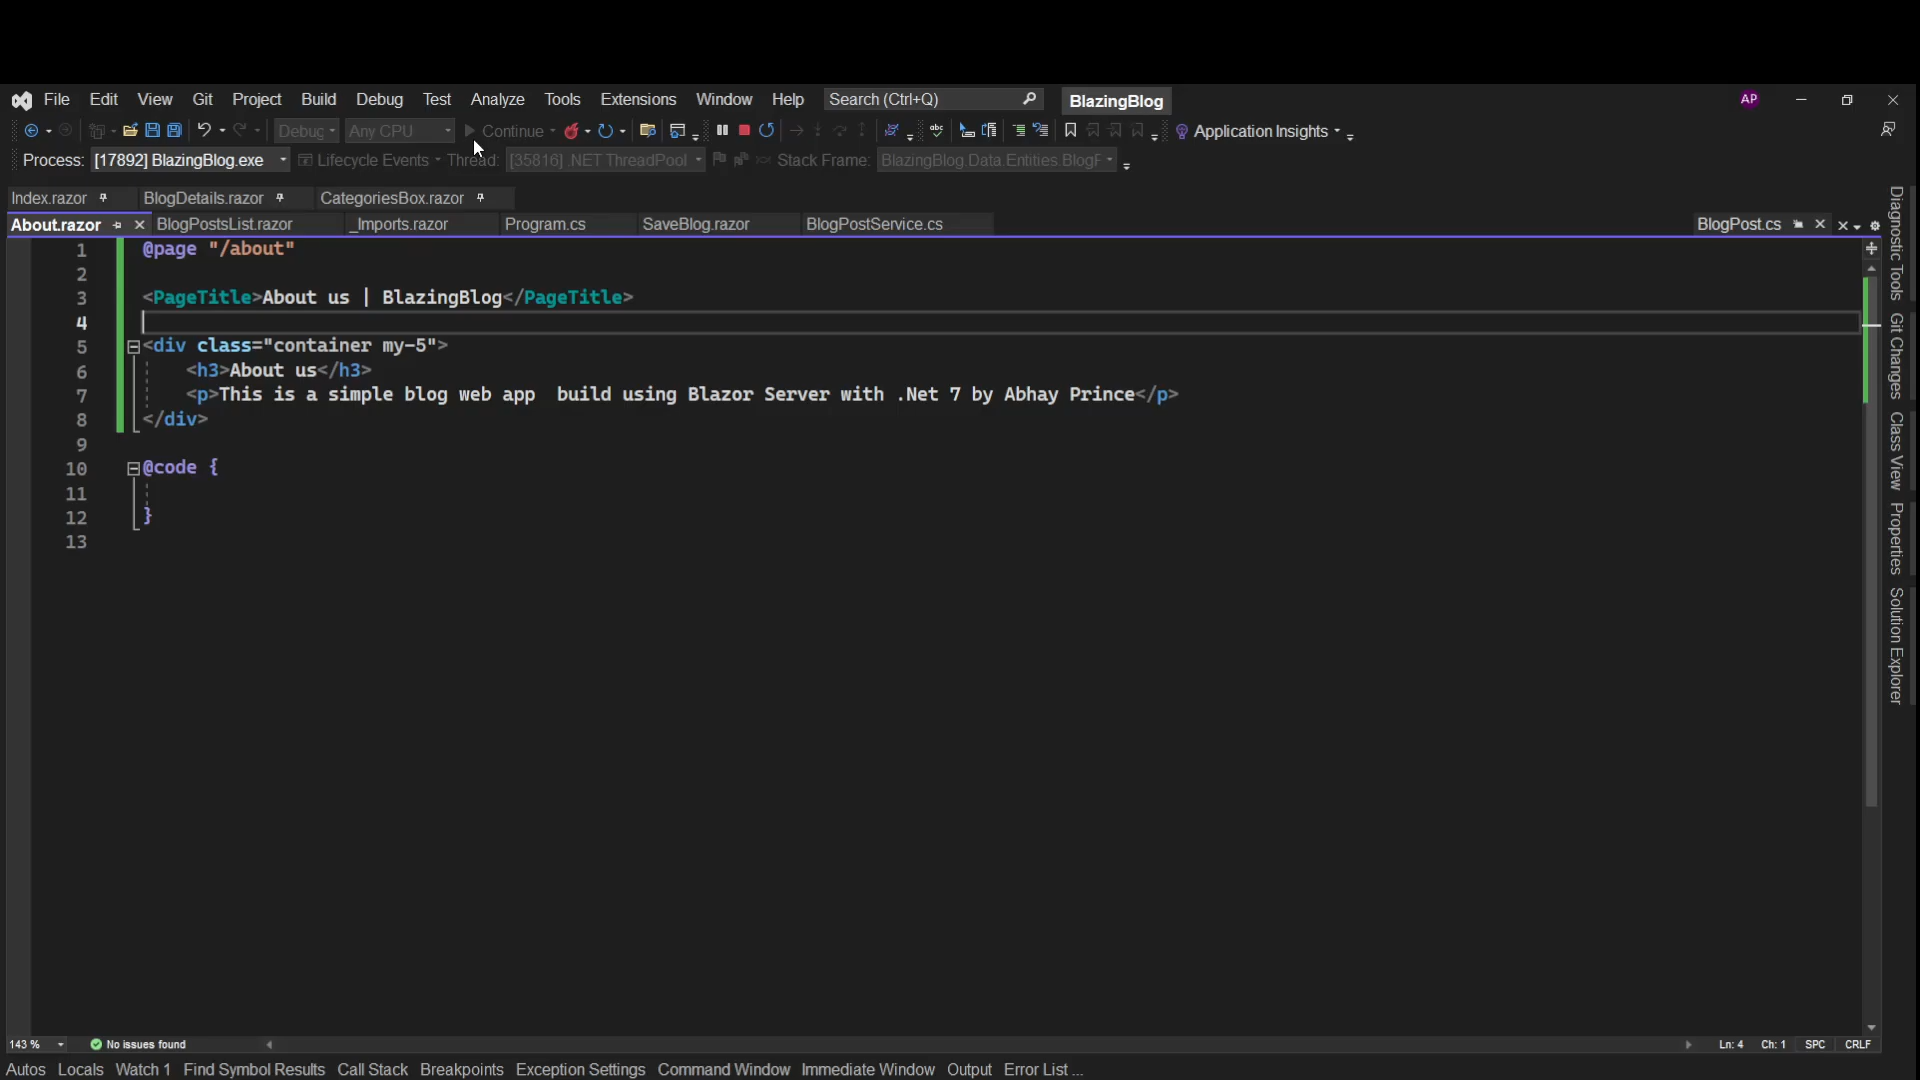 File Edit View Git Project Build Debug Test Analyze Tools Extensions Window Help Search (Ctrl+Q) BlazingBlog AP
Debug Any CPU Continue Application Insights
Process: [17892] BlazingBlog.exe Lifecycle Events Thread: [35816] .NET ThreadPool Stack Frame: BlazingBlog.Data.Entities.BlogF
Index.razor BlogDetails.razor CategoriesBox.razor
About.razor BlogPostsList.razor _Imports.razor Program.cs SaveBlog.razor BlogPostService.cs BlogPost.cs
1 @page "/about"
2
3 <PageTitle>About us | BlazingBlog</PageTitle>
4
5 <div class="container my-5">
6 <h3>About us</h3>
7 <p>This is a simple blog web app  build using Blazor Server with .Net 7 by Abhay Prince</p>
8 </div>
9
10 @code {
11
12 }
13
Diagnostic Tools
Git Changes
Class View
Properties
Solution Explorer
143 % No issues found Ln: 4 Ch: 1 SPC CRLF
Autos Locals Watch 1 Find Symbol Results Call Stack Breakpoints Exception Settings Command Window Immediate Window Output Error List ...